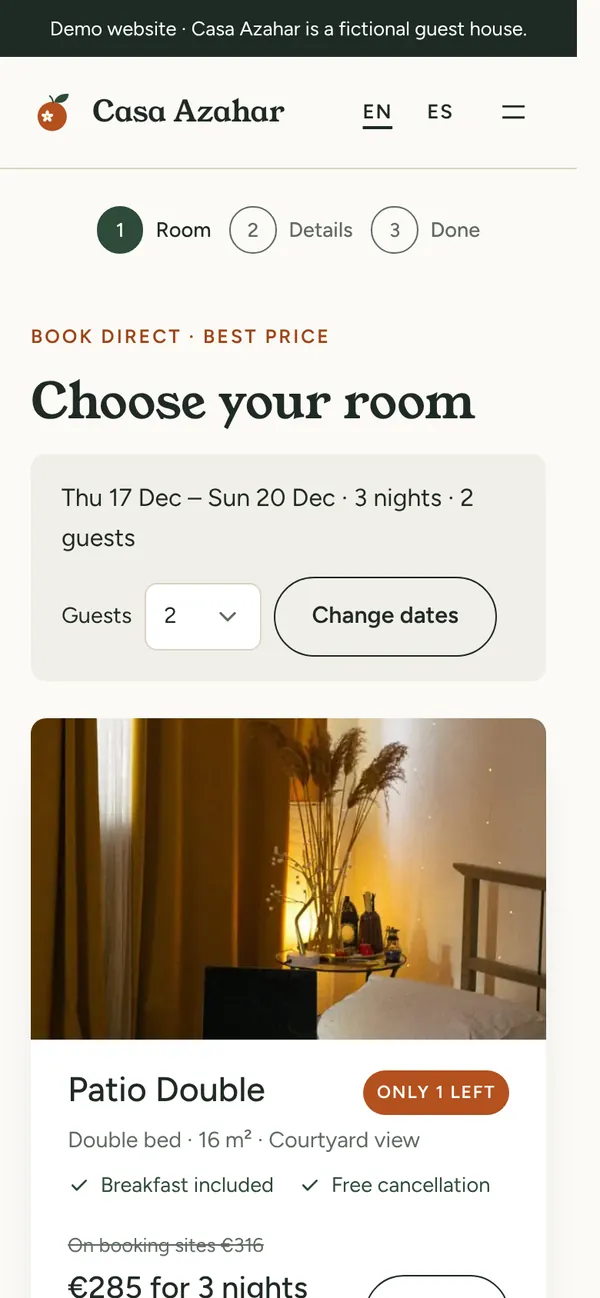 Demo website · Casa Azahar is a fictional guest house.
Casa Azahar EN ES
1 Room 2 Details 3 Done
BOOK DIRECT · BEST PRICE
Choose your room
Thu 17 Dec – Sun 20 Dec · 3 nights · 2
guests
Guests 2 Change dates
Patio Double ONLY 1 LEFT
Double bed · 16 m² · Courtyard view
Breakfast included Free cancellation
On booking sites €316
€285 for 3 nights